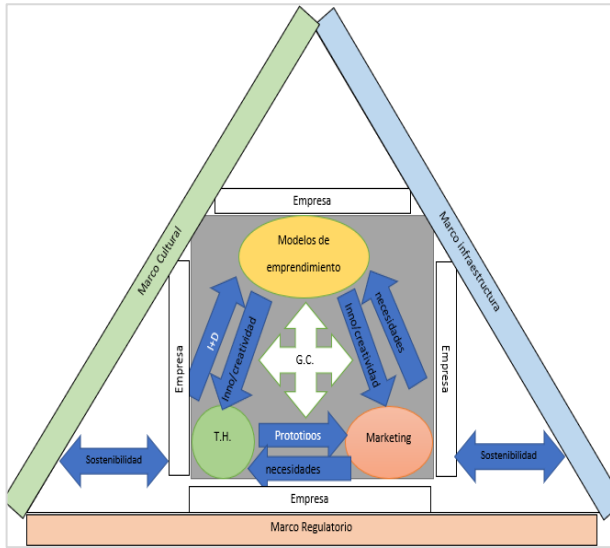 Empresa
Modelos de
emprendimiento
Marco Cultural
Marco infraestructura
Empresa
I+D
Inno/creatividad
G.C.
Inno/creatividad
necesidades
Empresa
T.H.
Prototioos
Marketing
necesidades
Sostenibilidad
Sostenibilidad
Empresa
Marco Regulatorio